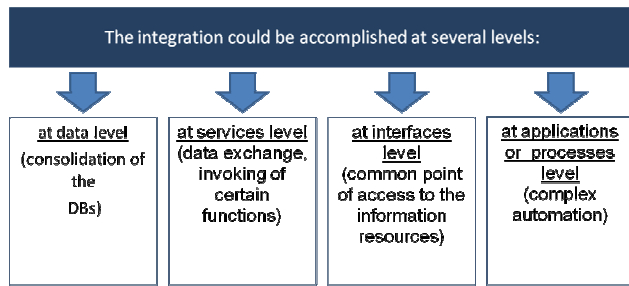 The integration could be accomplished at several levels:
at data level
(consolidation of
the
DBs)
at services level
(data exchange,
invoking of
certain
functions)
at interfaces
level
(common point
of access to the
information
resources)
at applications
or processes
level
(complex
automation)